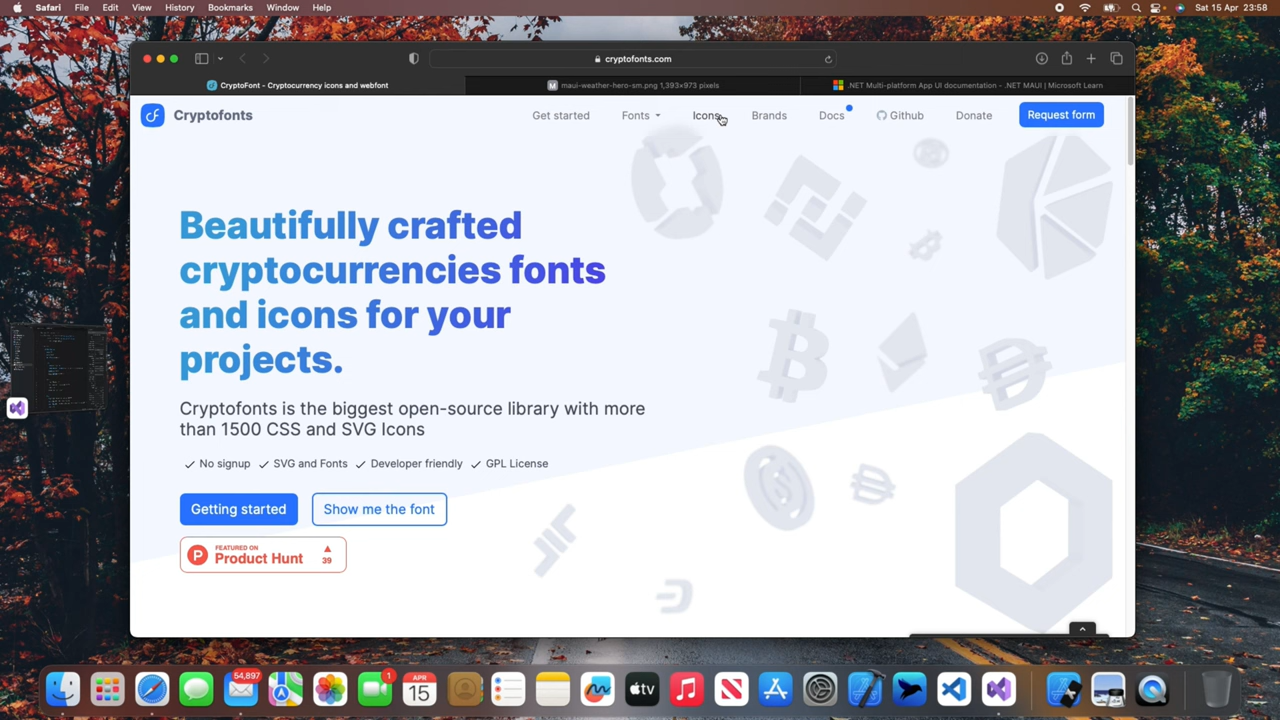 Safari File Edit View History Bookmarks Window Help Sat 15 Apr 23:58
cryptofonts.com
CryptoFont - Cryptocurrency icons and webfont
M maui-weather-hero-sm.png 1,393×973 pixels
.NET Multi-platform App UI documentation - .NET MAUI | Microsoft Learn
Cryptofonts Get started Fonts Icons Brands Docs Github Donate Request form
Beautifully crafted
cryptocurrencies fonts
and icons for your
projects.
Cryptofonts is the biggest open-source library with more
than 1500 CSS and SVG Icons
No signup SVG and Fonts Developer friendly GPL License
Getting started Show me the font
P FEATURED ON
Product Hunt 39
54,897 1
APR
15
tv